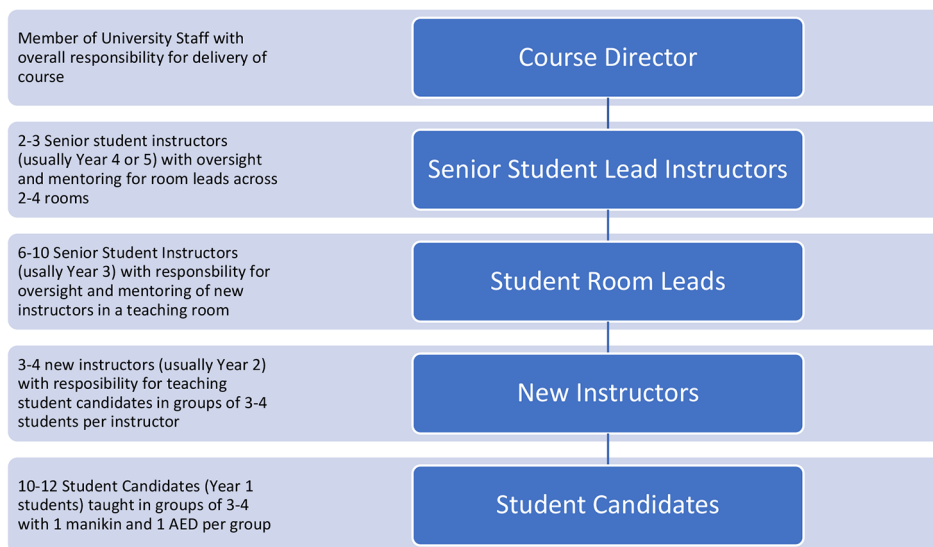 Member of University Staff with
overall responsibility for delivery of
course
Course Director
2-3 Senior student instructors
(usually Year 4 or 5) with oversight
and mentoring for room leads across
2-4 rooms
Senior Student Lead Instructors
6-10 Senior Student Instructors
(usally Year 3) with responsbility for
oversight and mentoring of new
instructors in a teaching room
Student Room Leads
3-4 new instructors (usually Year 2)
with resposibility for teaching
student candidates in groups of 3-4
students per instructor
New Instructors
10-12 Student Candidates (Year 1
students) taught in groups of 3-4
with 1 manikin and 1 AED per group
Student Candidates